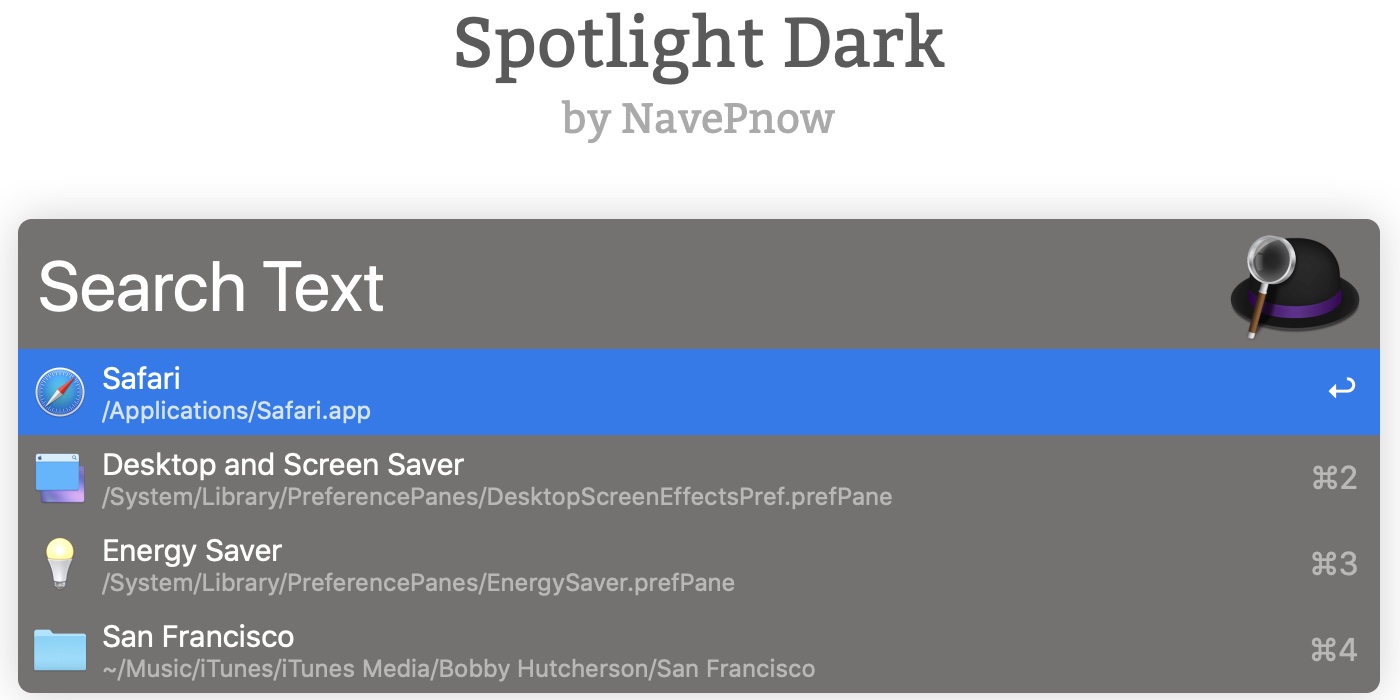 Spotlight Dark
by NavePnow
Search Text
Safari
/Applications/Safari.app
Desktop and Screen Saver
/System/Library/PreferencePanes/DesktopScreenEffectsPref.prefPane
⌘2
Energy Saver
/System/Library/PreferencePanes/EnergySaver.prefPane
⌘3
San Francisco
~/Music/iTunes/iTunes Media/Bobby Hutcherson/San Francisco
⌘4